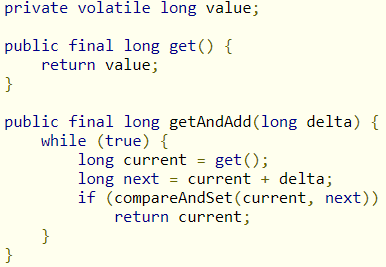 private volatile long value;

public final long get() {
    return value;
}

public final long getAndAdd(long delta) {
    while (true) {
        long current = get();
        long next = current + delta;
        if (compareAndSet(current, next))
            return current;
    }
}